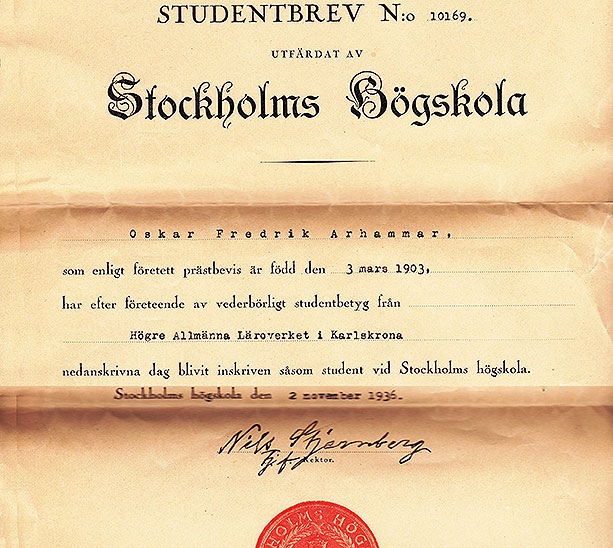 STUDENTBREV N:o 10169.
UTFÄRDAT AV
Stockholms Högskola
Oskar Fredrik Arhammar,
som enligt företett prästbevis är född den 3 mars 1903,
har efter företeende av vederbörligt studentbetyg från
Högre Allmänna Läroverket i Karlskrona
nedanskrivna dag blivit inskriven såsom student vid Stockholms högskola.
Stockholms högskola den 2 november 1936.
Nils Stjernberg
Rektor.
HOLMS HÖG